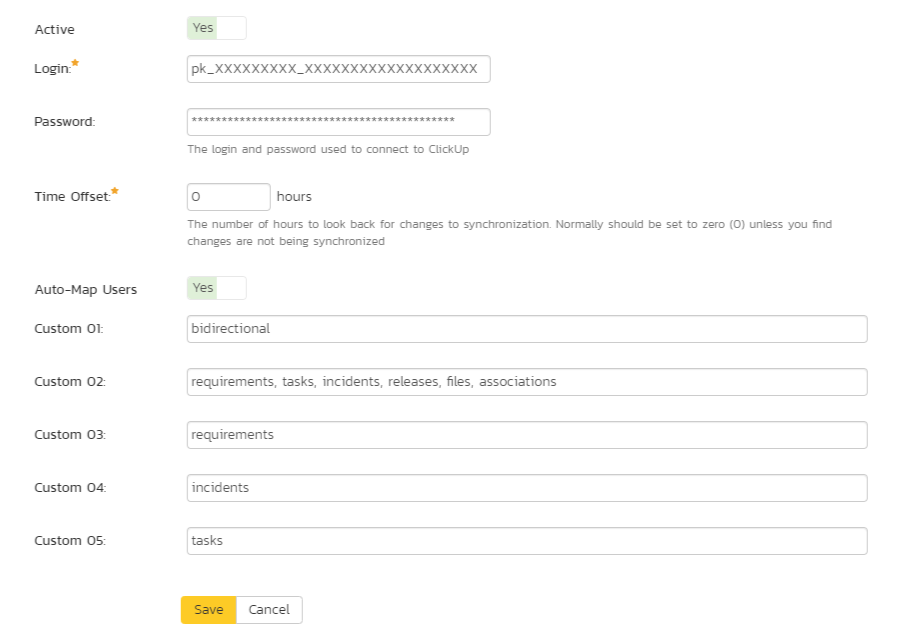 Active Yes
Login:* pk_XXXXXXXXX_XXXXXXXXXXXXXXXXXXX
Password: ********************************************
The login and password used to connect to ClickUp
Time Offset:* 0 hours
The number of hours to look back for changes to synchronization. Normally should be set to zero (0) unless you find
changes are not being synchronized
Auto-Map Users Yes
Custom 01: bidirectional
Custom 02: requirements, tasks, incidents, releases, files, associations
Custom 03: requirements
Custom 04: incidents
Custom 05: tasks
Save Cancel